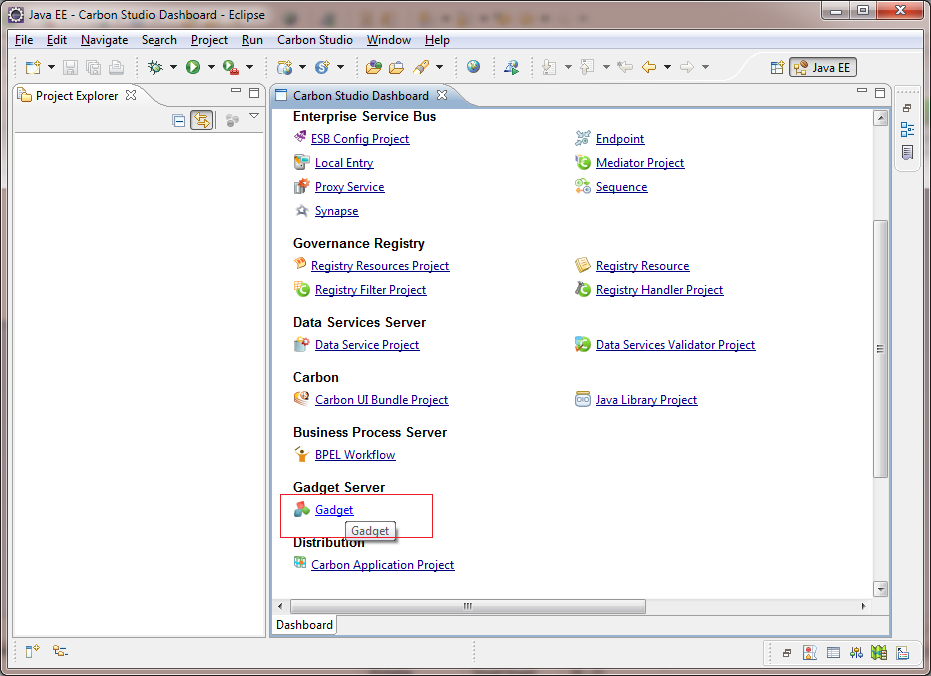 Java EE - Carbon Studio Dashboard - Eclipse
File Edit Navigate Search Project Run Carbon Studio Window Help
Java EE
Project Explorer
Carbon Studio Dashboard
Enterprise Service Bus
ESB Config Project Endpoint
Local Entry Mediator Project
Proxy Service Sequence
Synapse
Governance Registry
Registry Resources Project Registry Resource
Registry Filter Project Registry Handler Project
Data Services Server
Data Service Project Data Services Validator Project
Carbon
Carbon UI Bundle Project Java Library Project
Business Process Server
BPEL Workflow
Gadget Server
Gadget
Gadget
Distribution
Carbon Application Project
Dashboard